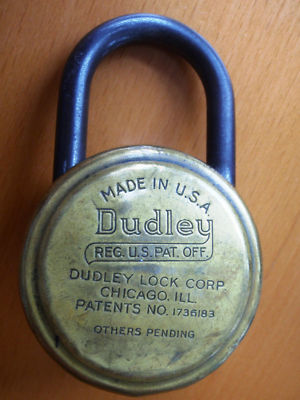 MADE IN U.S.A.
Dudley
REG. U.S. PAT. OFF.
DUDLEY LOCK CORP.
CHICAGO. ILL.
PATENTS NO. 1736183
OTHERS PENDING